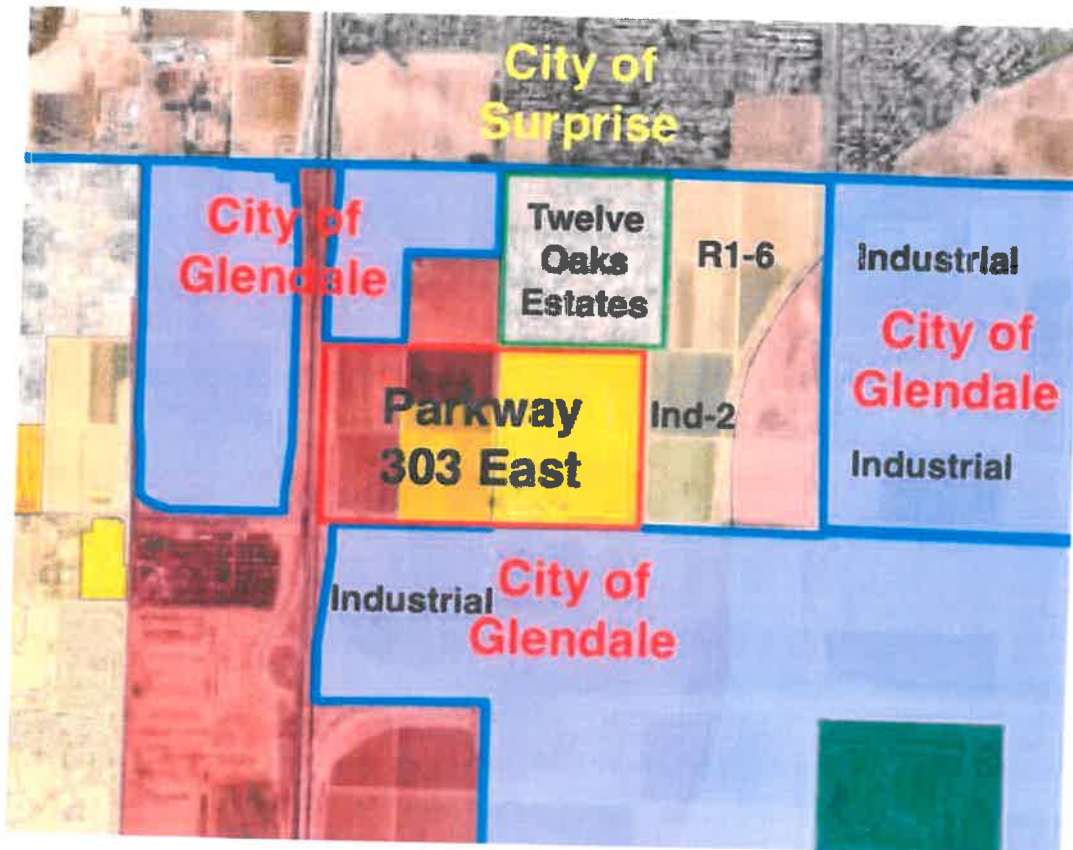 City of
Surprise
City of
Glendale
Twelve
Oaks
Estates
R1-6
Industrial
City of
Glendale
Parkway
303 East
Ind-2
Industrial
Industrial
City of
Glendale